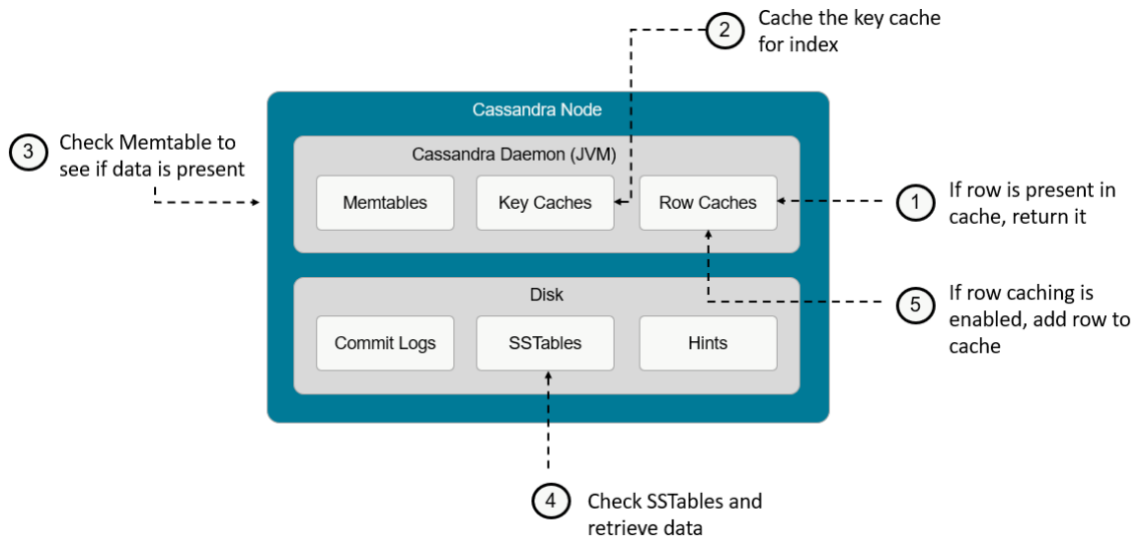 2
Cache the key cache
for index
Cassandra Node
3
Check Memtable to
see if data is present
Cassandra Daemon (JVM)
Memtables
Key Caches
Row Caches
1
If row is present in
cache, return it
Disk
5
If row caching is
enabled, add row to
cache
Commit Logs
SSTables
Hints
4
Check SSTables and
retrieve data